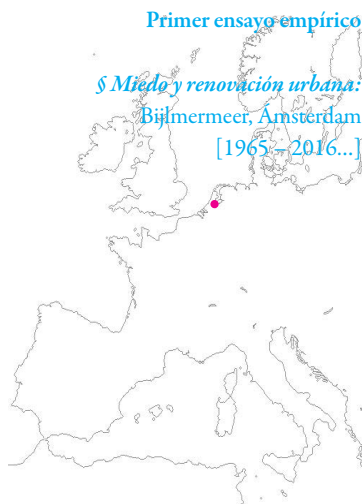 Primer ensayo empírico
§ Miedo y renovación urbana:
Bijlmermeer, Ámsterdam
[1965 – 2016...]